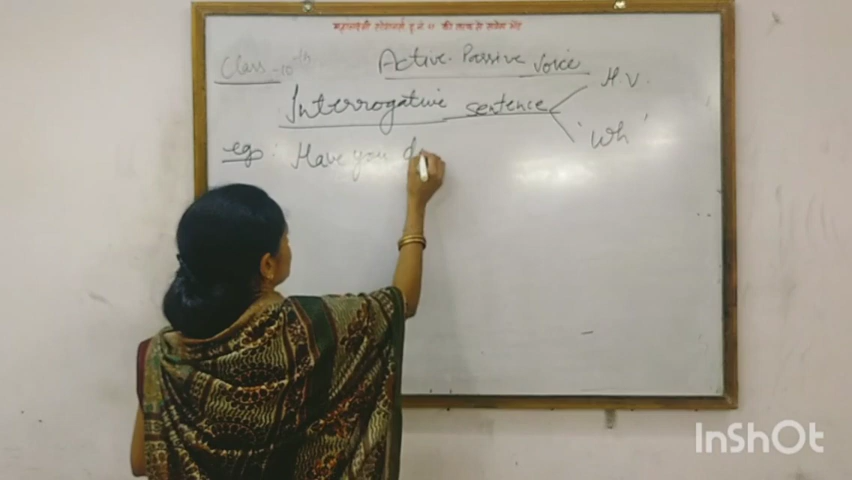 Class-10th
Active-Passive Voice
Interrogative sentence
H.V.
'Wh'
eg: Have you d
InShOt